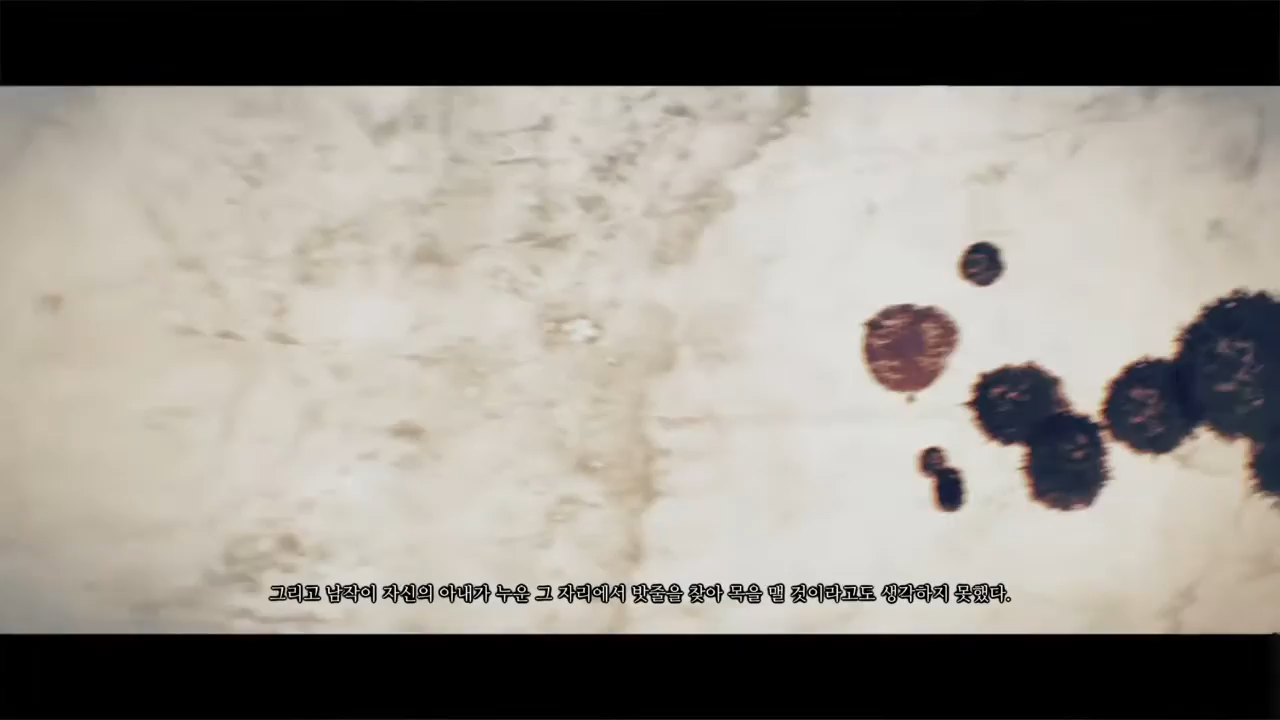 그리고 남작이 자신의 아내가 누운 그 자리에서 밧줄을 찾아 목을 맬 것이라고도 생각하지 못했다.